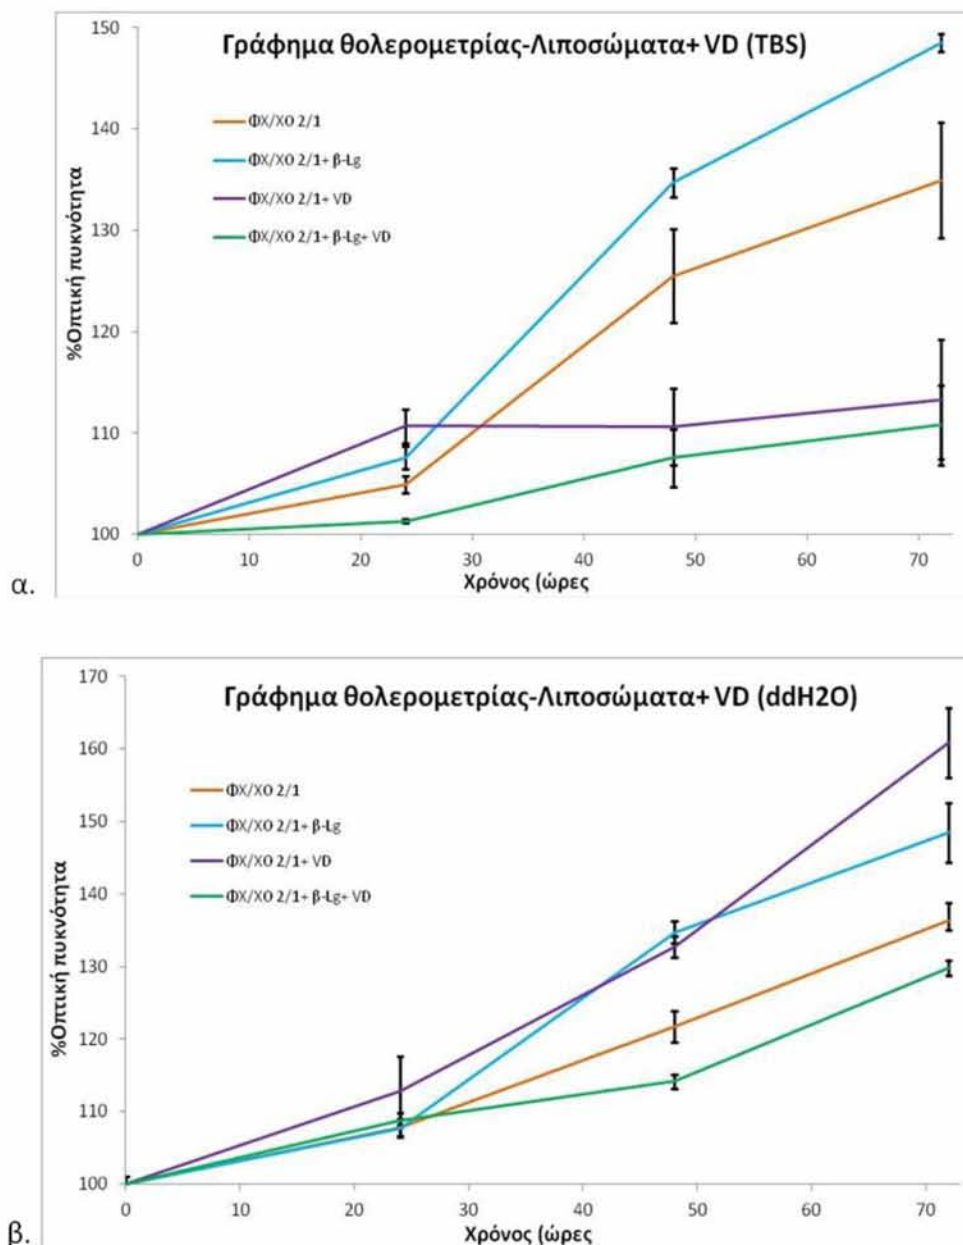 Γράφημα θολερομετρίας-Λιποσώματα+ VD (TBS)
150
140
130
120
110
100
%Οπτική πυκνότητα
ΦΧ/ΧΟ 2/1
ΦΧ/ΧΟ 2/1+ β-Lg
ΦΧ/ΧΟ 2/1+ VD
ΦΧ/ΧΟ 2/1+ β-Lg+ VD
0 10 20 30 40 50 60 70
Χρόνος (ώρες
α.
Γράφημα θολερομετρίας-Λιποσώματα+ VD (ddH2O)
170
160
150
140
130
120
110
100
%Οπτική πυκνότητα
ΦΧ/ΧΟ 2/1
ΦΧ/ΧΟ 2/1+ β-Lg
ΦΧ/ΧΟ 2/1+ VD
ΦΧ/ΧΟ 2/1+ β-Lg+ VD
0 10 20 30 40 50 60 70
Χρόνος (ώρες
β.